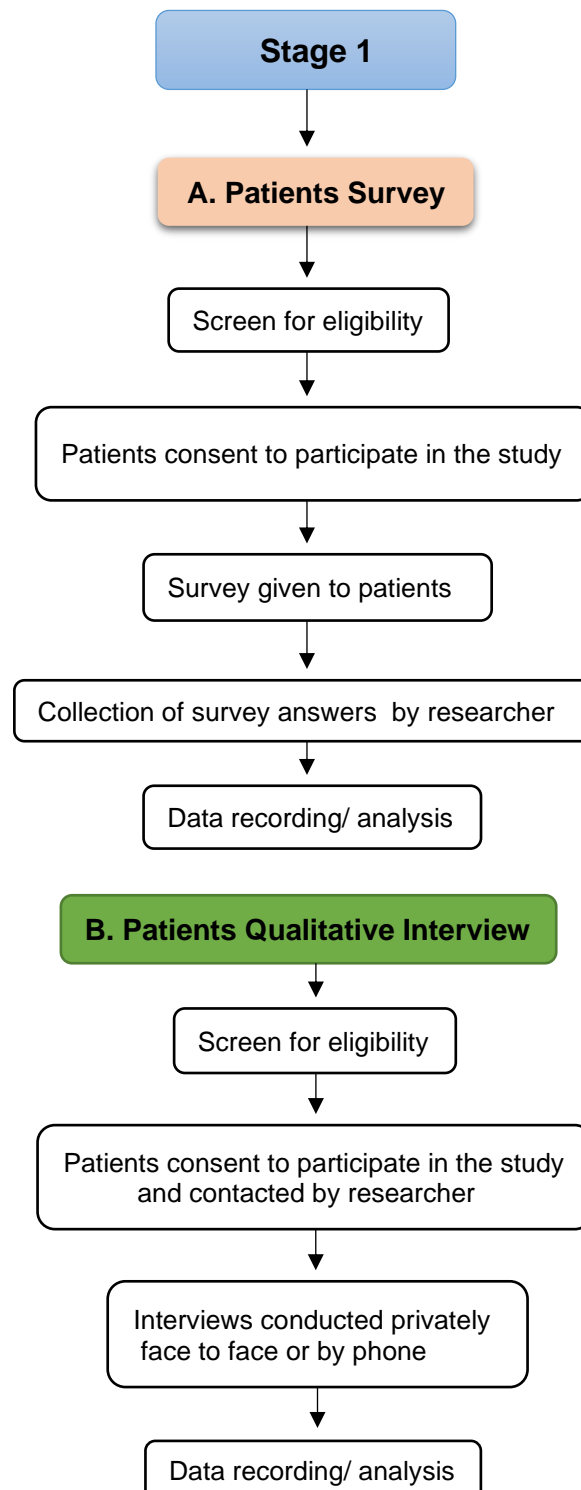 Stage 1
A. Patients Survey
Screen for eligibility
Patients consent to participate in the study
Survey given to patients
Collection of survey answers by researcher
Data recording/ analysis
B. Patients Qualitative Interview
Screen for eligibility
Patients consent to participate in the study
and contacted by researcher
Interviews conducted privately
face to face or by phone
Data recording/ analysis